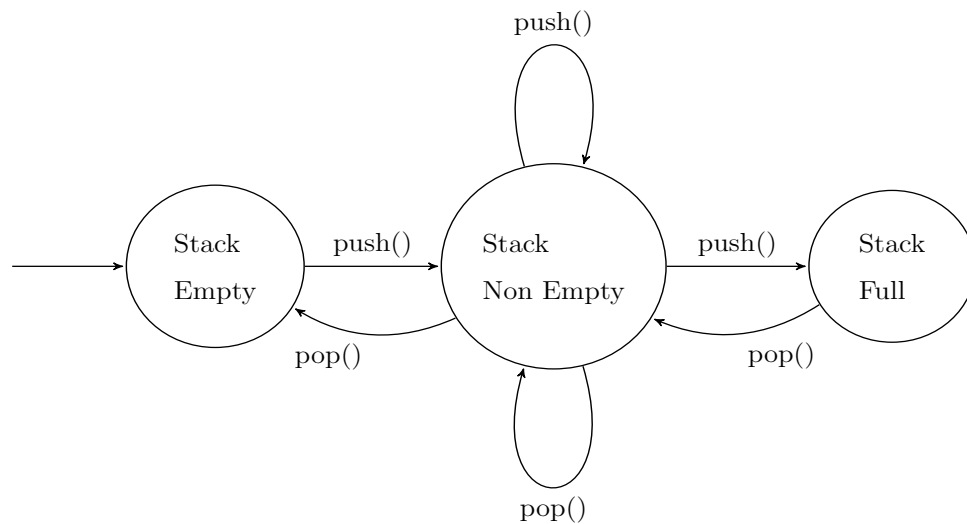 push()
Stack
Empty
push()
Stack
Non Empty
push()
Stack
Full
pop()
pop()
pop()